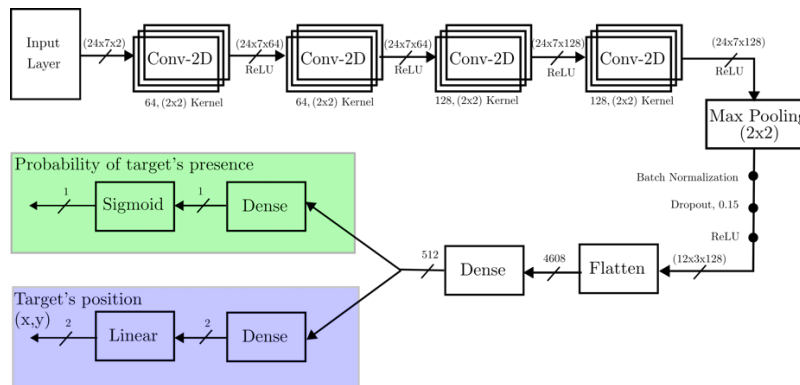 Input
Layer
(24x7x2)
Conv-2D
64, (2x2) Kernel
(24x7x64)
ReLU
Conv-2D
64, (2x2) Kernel
(24x7x64)
ReLU
Conv-2D
128, (2x2) Kernel
(24x7x128)
ReLU
Conv-2D
128, (2x2) Kernel
(24x7x128)
ReLU
Max Pooling
(2x2)
Batch Normalization
Dropout, 0.15
ReLU
(12x3x128)
Flatten
4608
Dense
512
Probability of target's presence
Dense
1
Sigmoid
1
Target's position
(x,y)
Dense
2
Linear
2